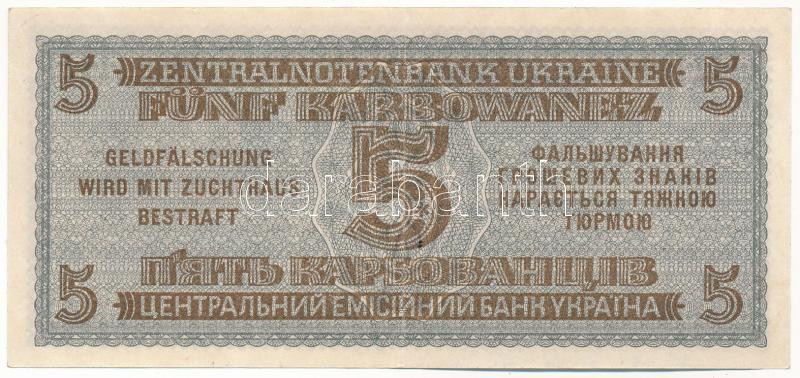 5 ZENTRALNOTENBANK UKRAINE 5
FÜNF KARBOWANEZ
GELDFÄLSCHUNG
WIRD MIT ZUCHTHAUS
BESTRAFT
5
ФАЛЬШУВАННЯ
ГРОШЕВИХ ЗНАКІВ
КАРАЄТЬСЯ ТЯЖКОЮ
ТЮРМОЮ
darabanth
П'ЯТЬ КАРБОВАНЦІВ
5 ЦЕНТРАЛЬНИЙ ЕМІСІЙНИЙ БАНК УКРАЇНА 5